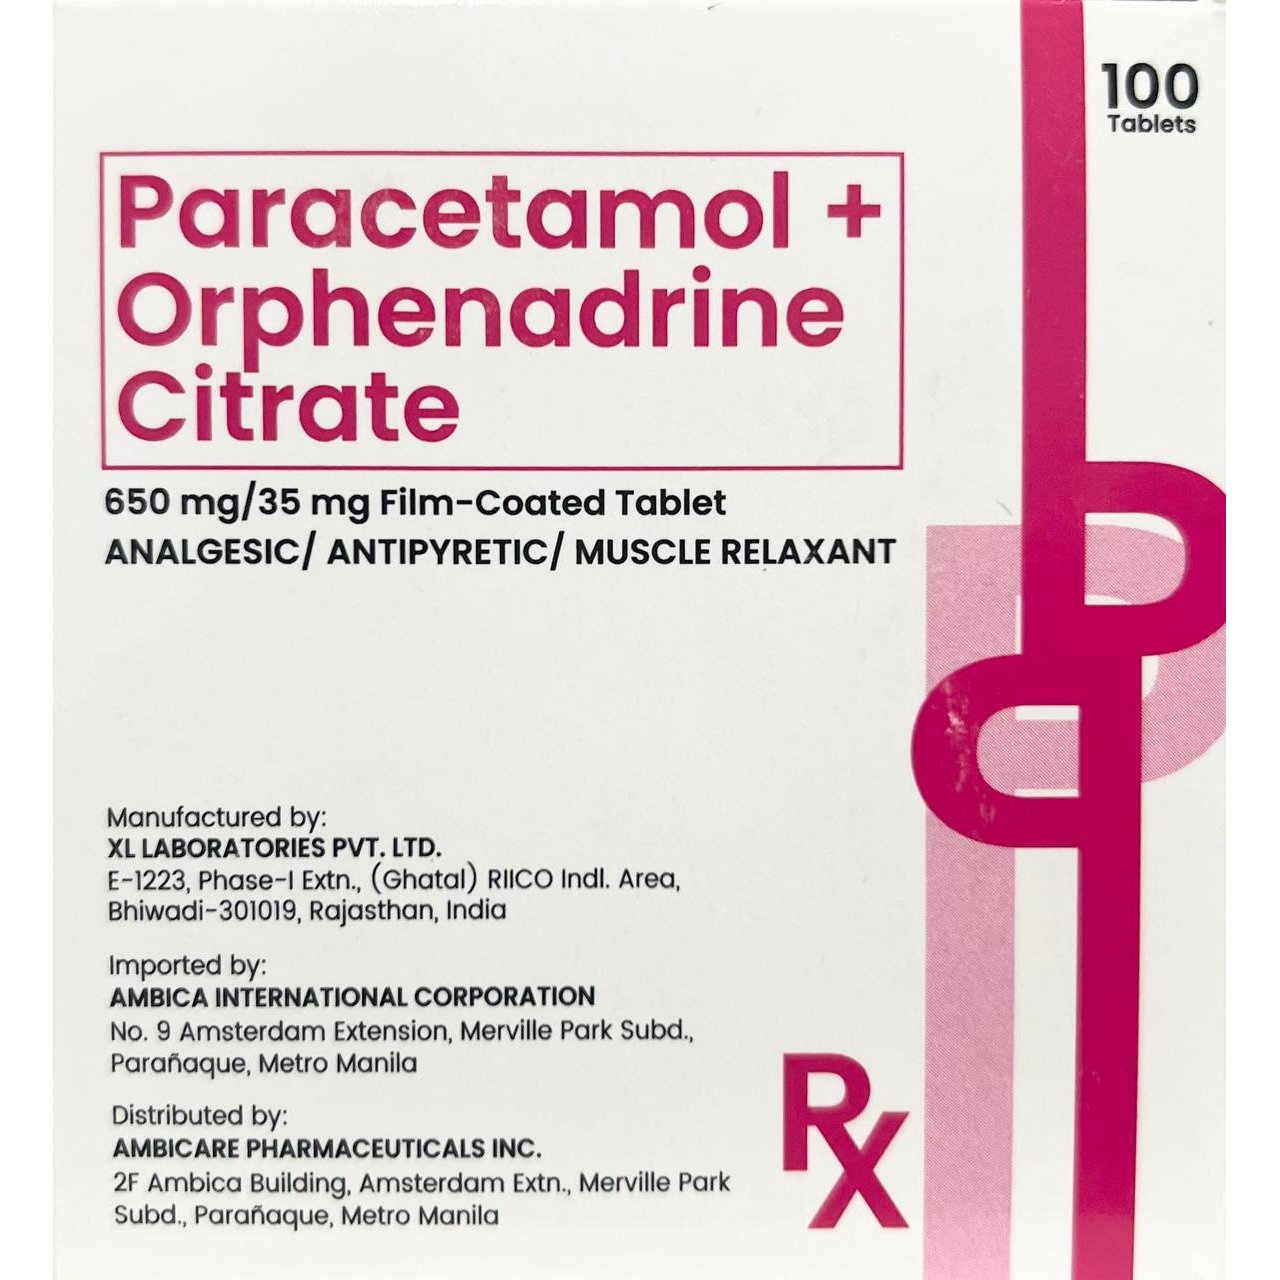 100
Tablets
Paracetamol +
Orphenadrine
Citrate
650 mg/35 mg Film-Coated Tablet
ANALGESIC/ ANTIPYRETIC/ MUSCLE RELAXANT
Manufactured by:
XL LABORATORIES PVT. LTD.
E-1223, Phase-I Extn., (Ghatal) RIICO Indl. Area,
Bhiwadi-301019, Rajasthan, India
Imported by:
AMBICA INTERNATIONAL CORPORATION
No. 9 Amsterdam Extension, Merville Park Subd.,
Parañaque, Metro Manila
Distributed by:
AMBICARE PHARMACEUTICALS INC.
2F Ambica Building, Amsterdam Extn., Merville Park
Subd., Parañaque, Metro Manila
Rx